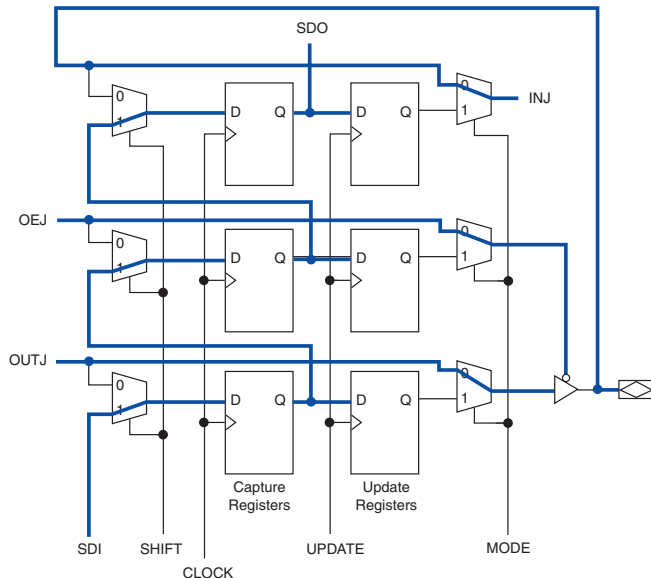 SDO
0
1
D Q
D Q
0
1
INJ
OEJ
0
1
D Q
D Q
0
1
OUTJ
0
1
D Q
D Q
0
1
Capture
Registers
Update
Registers
SDI
SHIFT
CLOCK
UPDATE
MODE